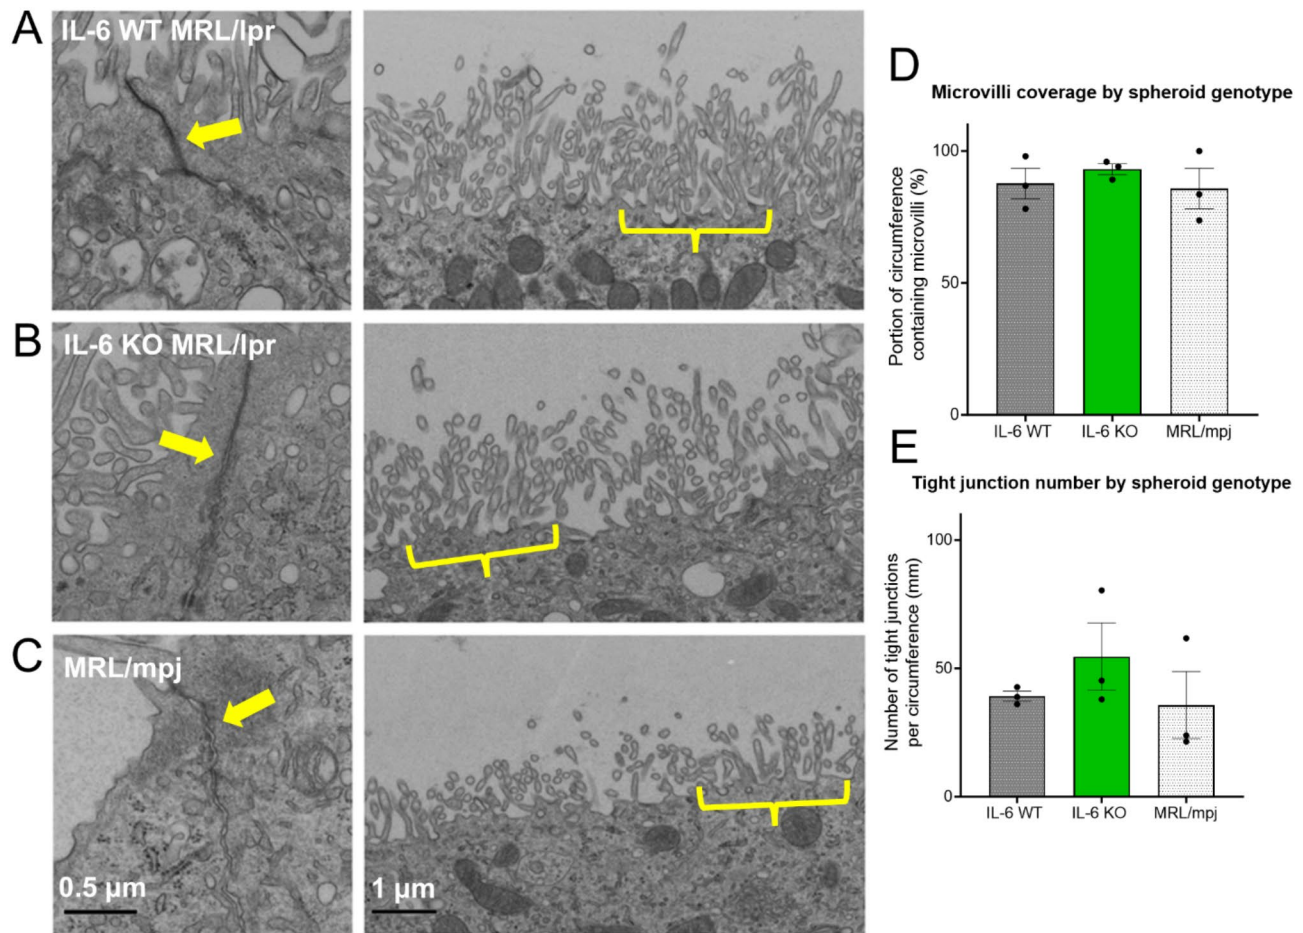 A
IL-6 WT MRL/lpr
B
IL-6 KO MRL/lpr
C
MRL/mpj
0.5 µm
1 µm
D
Microvilli coverage by spheroid genotype
Portion of circumference
containing microvilli (%)
100
50
0
IL-6 WT
IL-6 KO
MRL/mpj
E
Tight junction number by spheroid genotype
Number of tight junctions
per circumference (mm)
100
50
0
IL-6 WT
IL-6 KO
MRL/mpj